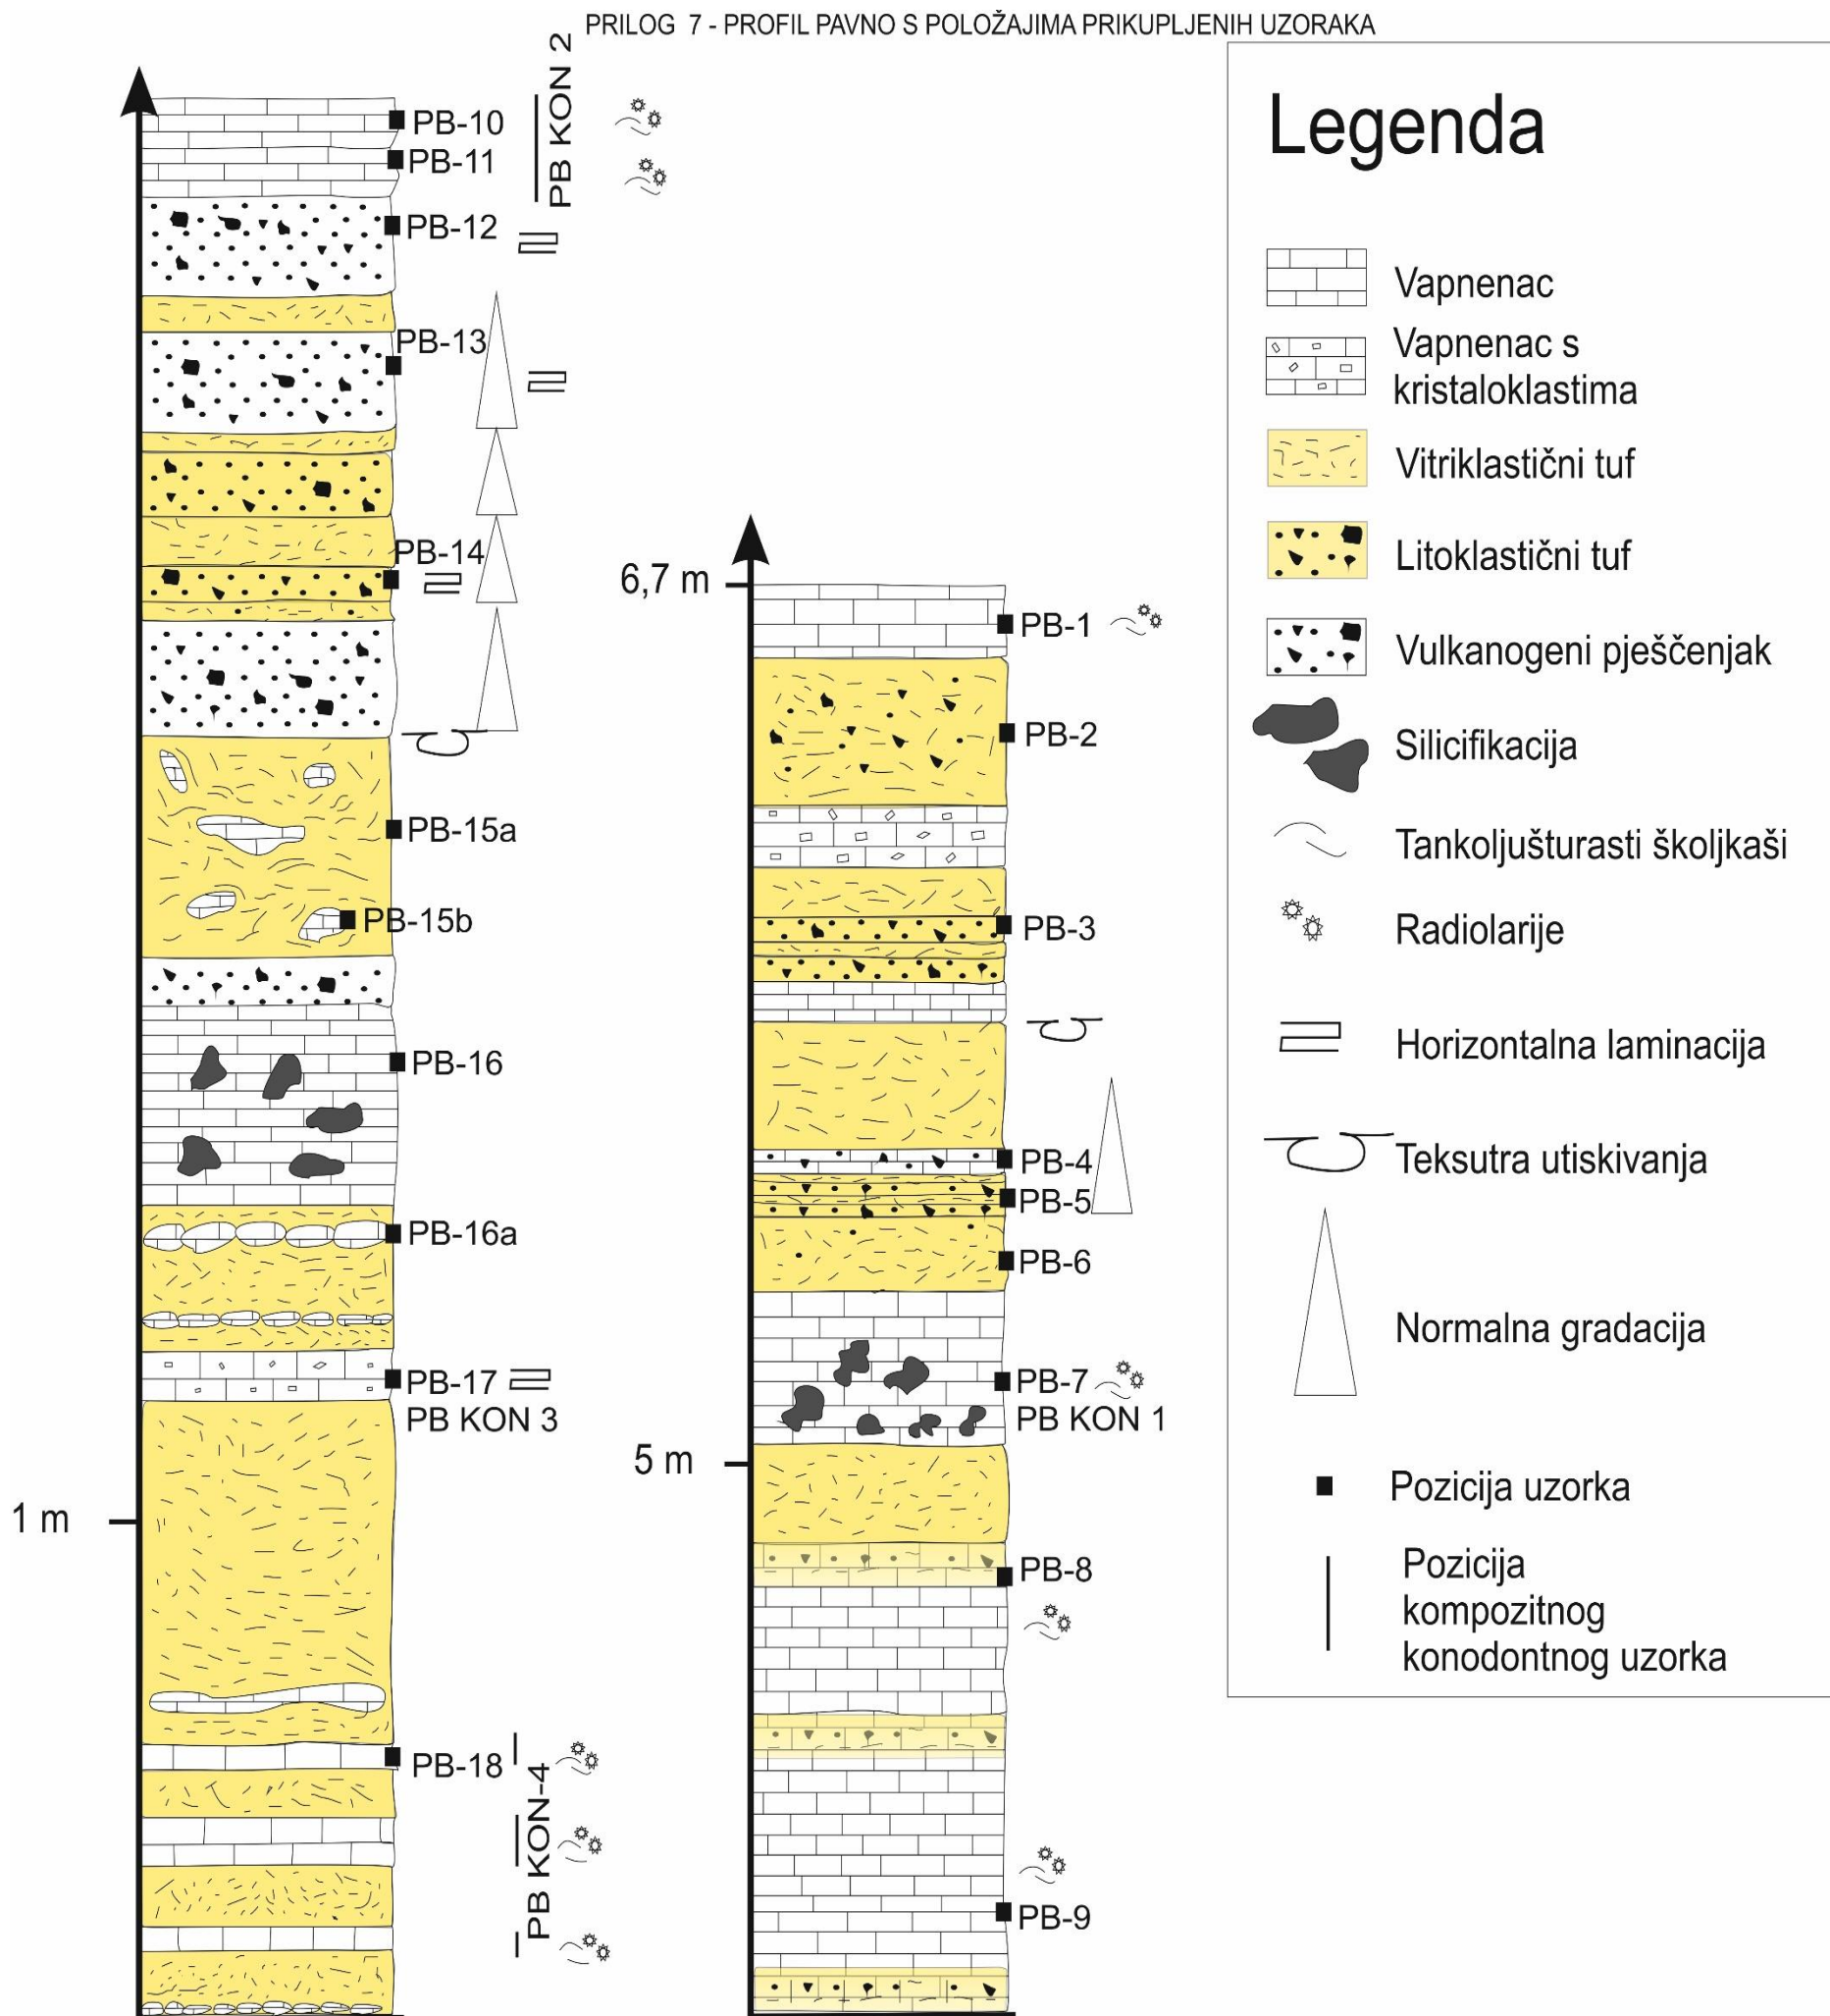 PRILOG 7 - PROFIL PAVNO S POLOŽAJIMA PRIKUPLJENIH UZORAKA
PB KON 2
PB-10
PB-11
PB-12
PB-13
PB-14
PB-15a
PB-15b
PB-16
PB-16a
PB-17
PB KON 3
1 m
PB-18
PB KON-4
6,7 m
PB-1
PB-2
PB-3
PB-4
PB-5
PB-6
PB-7
PB KON 1
5 m
PB-8
PB-9
Legenda
Vapnenac
Vapnenac s
kristaloklastima
Vitriklastični tuf
Litoklastični tuf
Vulkanogeni pješčenjak
Silicifikacija
Tankoljušturasti školjkaši
Radiolarije
Horizontalna laminacija
Teksutra utiskivanja
Normalna gradacija
Pozicija uzorka
Pozicija
kompozitnog
konodontnog uzorka